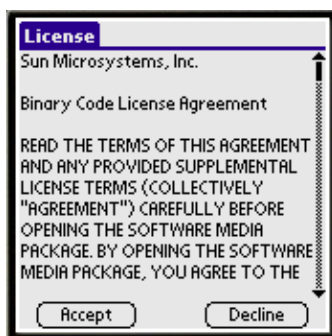 License
Sun Microsystems, Inc.
Binary Code License Agreement
READ THE TERMS OF THIS AGREEMENT
AND ANY PROVIDED SUPPLEMENTAL
LICENSE TERMS (COLLECTIVELY
"AGREEMENT") CAREFULLY BEFORE
OPENING THE SOFTWARE MEDIA
PACKAGE. BY OPENING THE SOFTWARE
MEDIA PACKAGE, YOU AGREE TO THE
Accept Decline